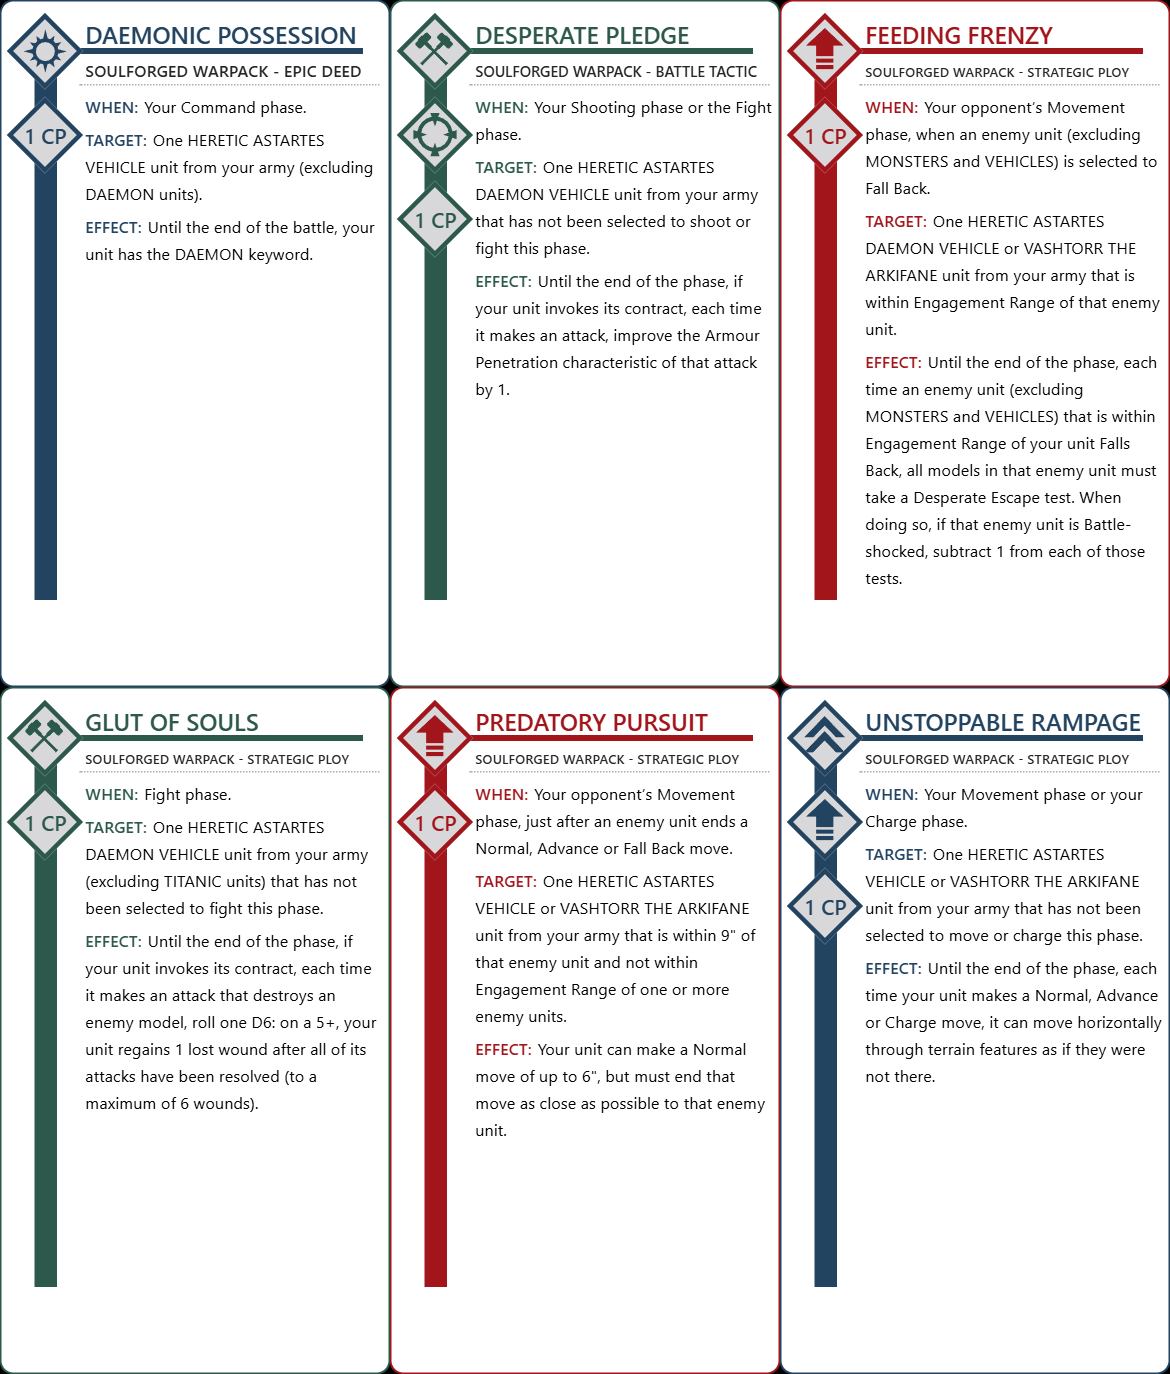 DAEMONIC POSSESSION
SOULFORGED WARPACK - EPIC DEED
1 CP
WHEN: Your Command phase.
TARGET: One HERETIC ASTARTES
VEHICLE unit from your army (excluding
DAEMON units).
EFFECT: Until the end of the battle, your
unit has the DAEMON keyword.
DESPERATE PLEDGE
SOULFORGED WARPACK - BATTLE TACTIC
1 CP
WHEN: Your Shooting phase or the Fight
phase.
TARGET: One HERETIC ASTARTES
DAEMON VEHICLE unit from your army
that has not been selected to shoot or
fight this phase.
EFFECT: Until the end of the phase, if
your unit invokes its contract, each time
it makes an attack, improve the Armour
Penetration characteristic of that attack
by 1.
FEEDING FRENZY
SOULFORGED WARPACK - STRATEGIC PLOY
1 CP
WHEN: Your opponent's Movement
phase, when an enemy unit (excluding
MONSTERS and VEHICLES) is selected to
Fall Back.
TARGET: One HERETIC ASTARTES
DAEMON VEHICLE or VASHTORR THE
ARKIFANE unit from your army that is
within Engagement Range of that enemy
unit.
EFFECT: Until the end of the phase, each
time an enemy unit (excluding
MONSTERS and VEHICLES) that is within
Engagement Range of your unit Falls
Back, all models in that enemy unit must
take a Desperate Escape test. When
doing so, if that enemy unit is Battle-
shocked, subtract 1 from each of those
tests.
GLUT OF SOULS
SOULFORGED WARPACK - STRATEGIC PLOY
1 CP
WHEN: Fight phase.
TARGET: One HERETIC ASTARTES
DAEMON VEHICLE unit from your army
(excluding TITANIC units) that has not
been selected to fight this phase.
EFFECT: Until the end of the phase, if
your unit invokes its contract, each time
it makes an attack that destroys an
enemy model, roll one D6: on a 5+, your
unit regains 1 lost wound after all of its
attacks have been resolved (to a
maximum of 6 wounds).
PREDATORY PURSUIT
SOULFORGED WARPACK - STRATEGIC PLOY
1 CP
WHEN: Your opponent's Movement
phase, just after an enemy unit ends a
Normal, Advance or Fall Back move.
TARGET: One HERETIC ASTARTES
VEHICLE or VASHTORR THE ARKIFANE
unit from your army that is within 9" of
that enemy unit and not within
Engagement Range of one or more
enemy units.
EFFECT: Your unit can make a Normal
move of up to 6", but must end that
move as close as possible to that enemy
unit.
UNSTOPPABLE RAMPAGE
SOULFORGED WARPACK - STRATEGIC PLOY
1 CP
WHEN: Your Movement phase or your
Charge phase.
TARGET: One HERETIC ASTARTES
VEHICLE or VASHTORR THE ARKIFANE
unit from your army that has not been
selected to move or charge this phase.
EFFECT: Until the end of the phase, each
time your unit makes a Normal, Advance
or Charge move, it can move horizontally
through terrain features as if they were
not there.